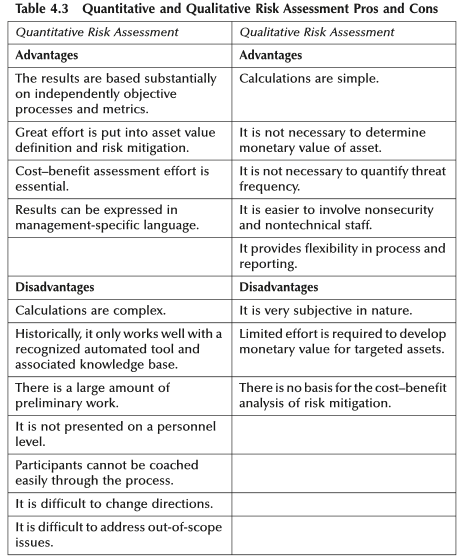 Table 4.3 Quantitative and Qualitative Risk Assessment Pros and Cons
Quantitative Risk Assessment
Qualitative Risk Assessment
Advantages
Advantages
The results are based substantially
on independently objective
processes and metrics.
Calculations are simple.
Great effort is put into asset value
definition and risk mitigation.
It is not necessary to determine
monetary value of asset.
Cost–benefit assessment effort is
essential.
It is not necessary to quantify threat
frequency.
Results can be expressed in
management-specific language.
It is easier to involve nonsecurity
and nontechnical staff.
It provides flexibility in process and
reporting.
Disadvantages
Disadvantages
Calculations are complex.
It is very subjective in nature.
Historically, it only works well with a
recognized automated tool and
associated knowledge base.
Limited effort is required to develop
monetary value for targeted assets.
There is a large amount of
preliminary work.
There is no basis for the cost–benefit
analysis of risk mitigation.
It is not presented on a personnel
level.
Participants cannot be coached
easily through the process.
It is difficult to change directions.
It is difficult to address out-of-scope
issues.